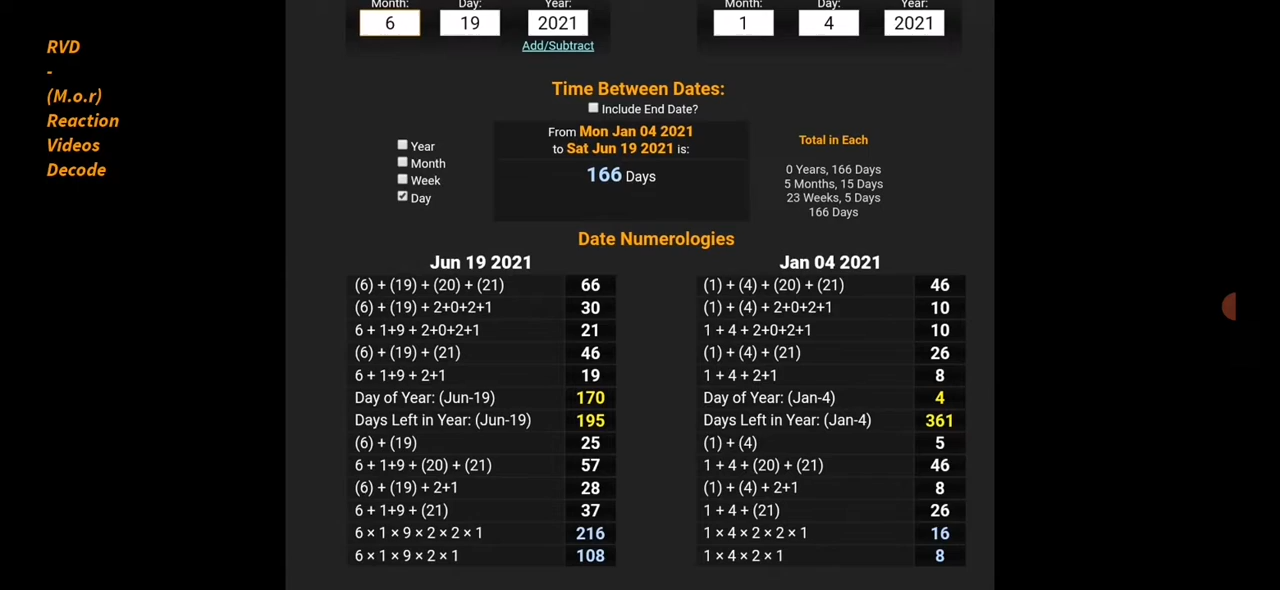 RVD
-
(M.o.r)
Reaction
Videos
Decode
Month: Day: Year:
6 19 2021
Add/Subtract
Month: Day: Year:
1 4 2021
Time Between Dates:
Include End Date?
Year
Month
Week
Day
From Mon Jan 04 2021
to Sat Jun 19 2021 is:
166 Days
Total in Each
0 Years, 166 Days
5 Months, 15 Days
23 Weeks, 5 Days
166 Days
Date Numerologies
Jun 19 2021
(6) + (19) + (20) + (21) 66
(6) + (19) + 2+0+2+1 30
6 + 1+9 + 2+0+2+1 21
(6) + (19) + (21) 46
6 + 1+9 + 2+1 19
Day of Year: (Jun-19) 170
Days Left in Year: (Jun-19) 195
(6) + (19) 25
6 + 1+9 + (20) + (21) 57
(6) + (19) + 2+1 28
6 + 1+9 + (21) 37
6 × 1 × 9 × 2 × 2 × 1 216
6 × 1 × 9 × 2 × 1 108
Jan 04 2021
(1) + (4) + (20) + (21) 46
(1) + (4) + 2+0+2+1 10
1 + 4 + 2+0+2+1 10
(1) + (4) + (21) 26
1 + 4 + 2+1 8
Day of Year: (Jan-4) 4
Days Left in Year: (Jan-4) 361
(1) + (4) 5
1 + 4 + (20) + (21) 46
(1) + (4) + 2+1 8
1 + 4 + (21) 26
1 × 4 × 2 × 2 × 1 16
1 × 4 × 2 × 1 8